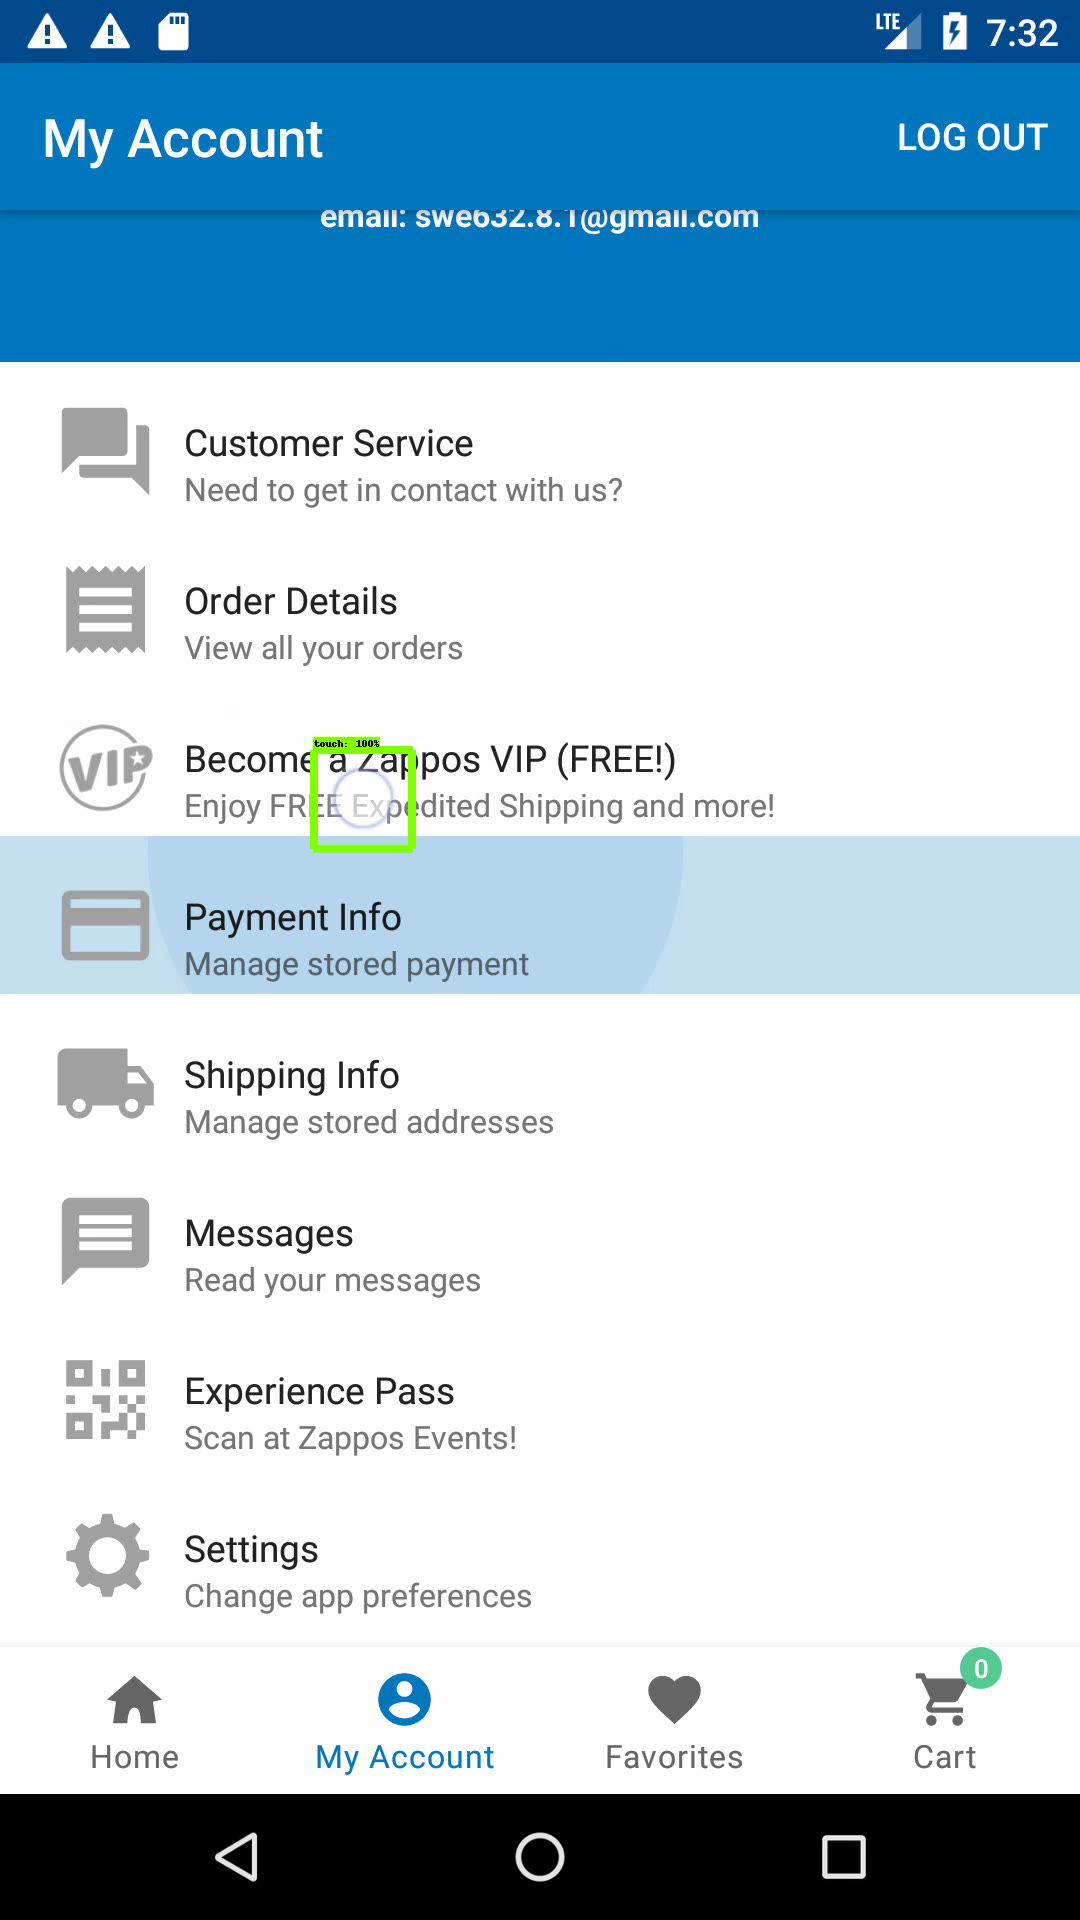 LTE 7:32
My Account LOG OUT
email: swe632.8.1@gmail.com
Customer Service
Need to get in contact with us?
Order Details
View all your orders
touch: 100%
VIP Become a Zappos VIP (FREE!)
Enjoy FREE Expedited Shipping and more!
Payment Info
Manage stored payment
Shipping Info
Manage stored addresses
Messages
Read your messages
Experience Pass
Scan at Zappos Events!
Settings
Change app preferences
0
Home My Account Favorites Cart